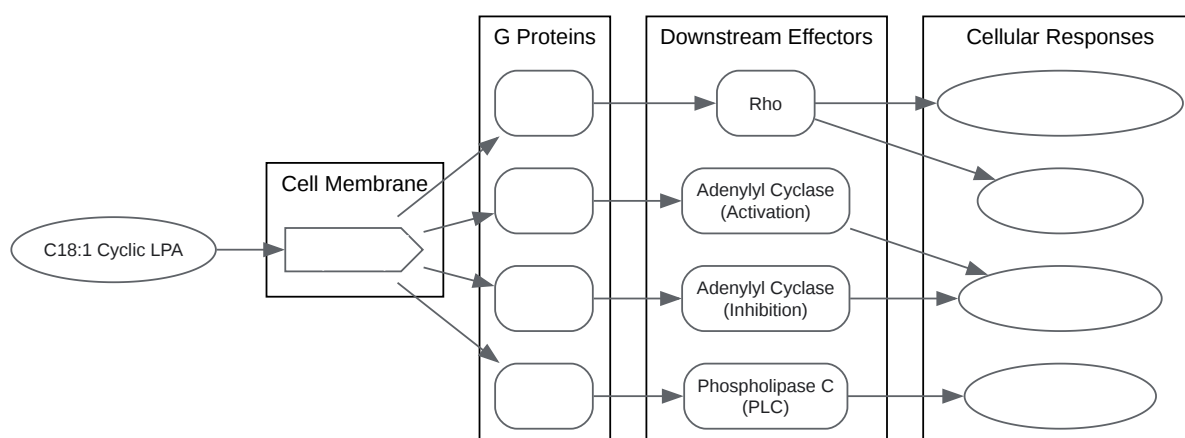 G Proteins
Downstream Effectors
Cellular Responses
Rho
Cell Membrane
Adenylyl Cyclase
(Activation)
C18:1 Cyclic LPA
Adenylyl Cyclase
(Inhibition)
Phospholipase C
(PLC)